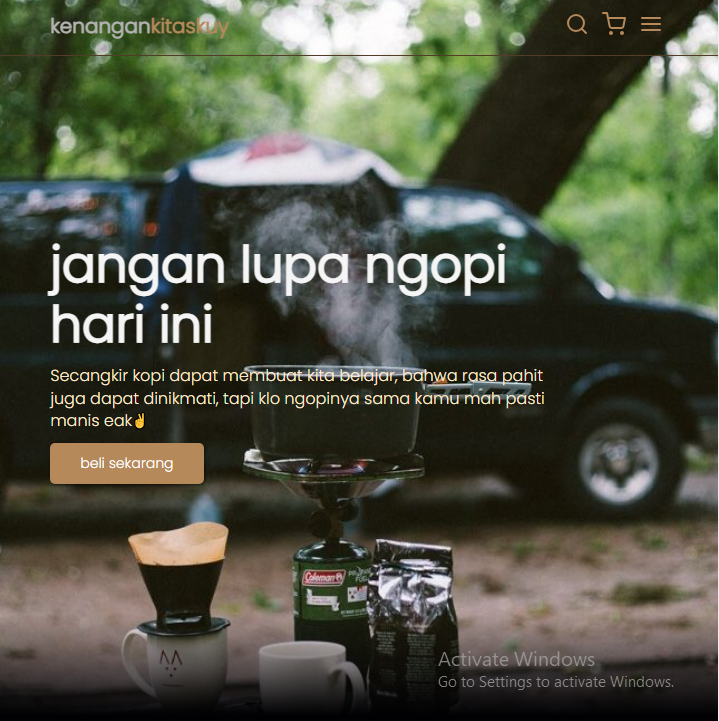 kenangankitaskuy
jangan lupa ngopi
hari ini
Secangkir kopi dapat membuat kita belajar, bahwa rasa pahit
juga dapat dinikmati, tapi klo ngopinya sama kamu mah pasti
manis eak✌️
beli sekarang
Coleman
Activate Windows
Go to Settings to activate Windows.